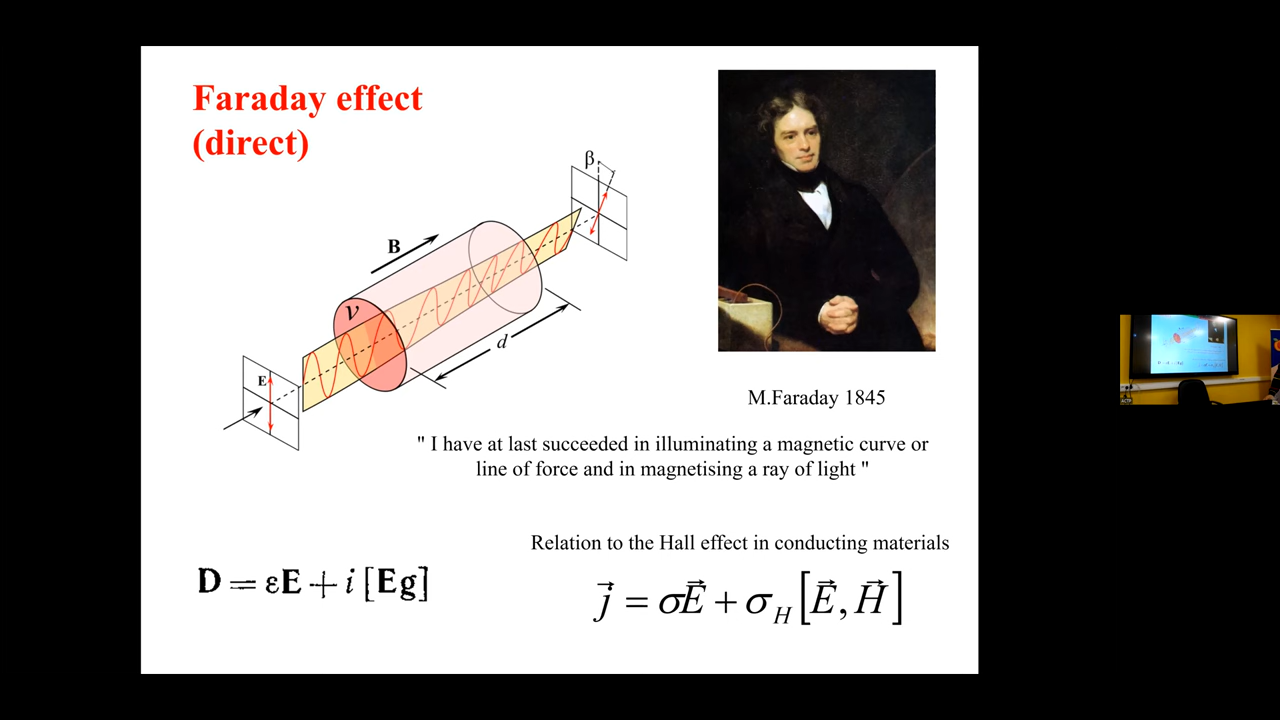 Faraday effect
(direct)
β
B
ν
d
E
M.Faraday 1845
" I have at last succeeded in illuminating a magnetic curve or
line of force and in magnetising a ray of light "
Relation to the Hall effect in conducting materials
D = εE + i [Eg]
j⃗ = σE⃗ + σ_H [E⃗, H⃗]